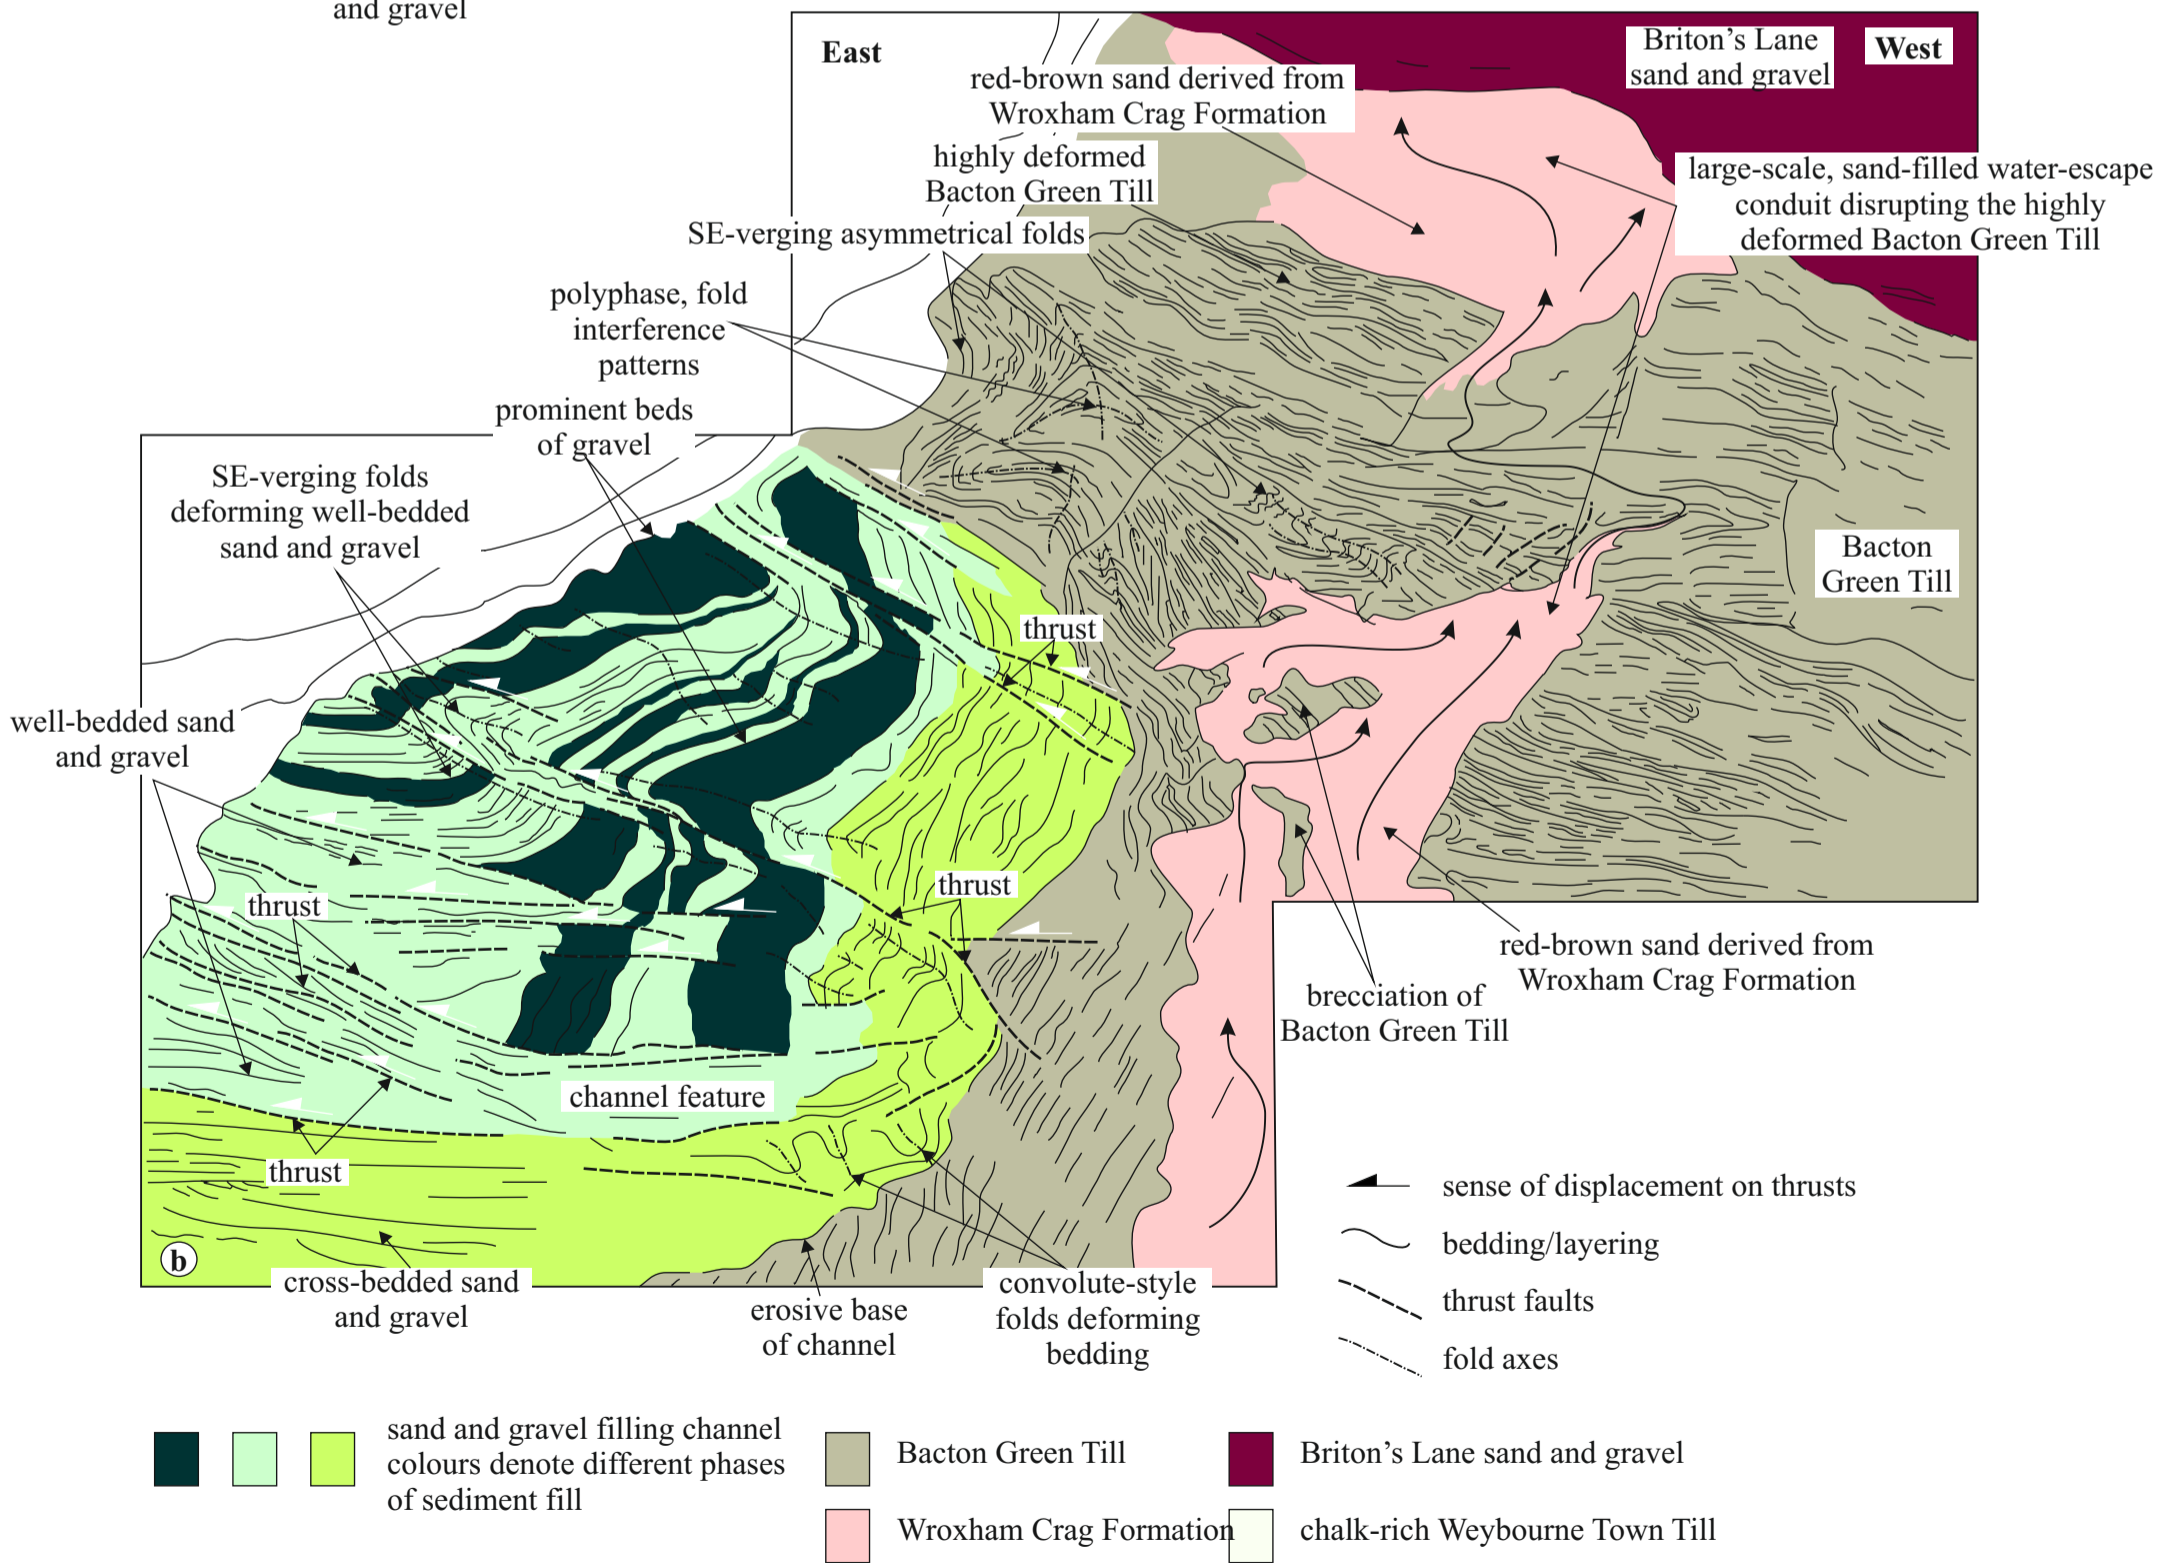 and gravel
East
Briton’s Lane
sand and gravel
West
red-brown sand derived from
Wroxham Crag Formation
highly deformed
Bacton Green Till
large-scale, sand-filled water-escape
conduit disrupting the highly
deformed Bacton Green Till
SE-verging asymmetrical folds
polyphase, fold
interference
patterns
prominent beds
of gravel
SE-verging folds
deforming well-bedded
sand and gravel
Bacton
Green Till
thrust
well-bedded sand
and gravel
thrust
thrust
red-brown sand derived from
Wroxham Crag Formation
brecciation of
Bacton Green Till
channel feature
thrust
b
cross-bedded sand
and gravel
erosive base
of channel
convolute-style
folds deforming
bedding
sense of displacement on thrusts
bedding/layering
thrust faults
fold axes
sand and gravel filling channel
colours denote different phases
of sediment fill
Bacton Green Till
Briton’s Lane sand and gravel
Wroxham Crag Formation
chalk-rich Weybourne Town Till